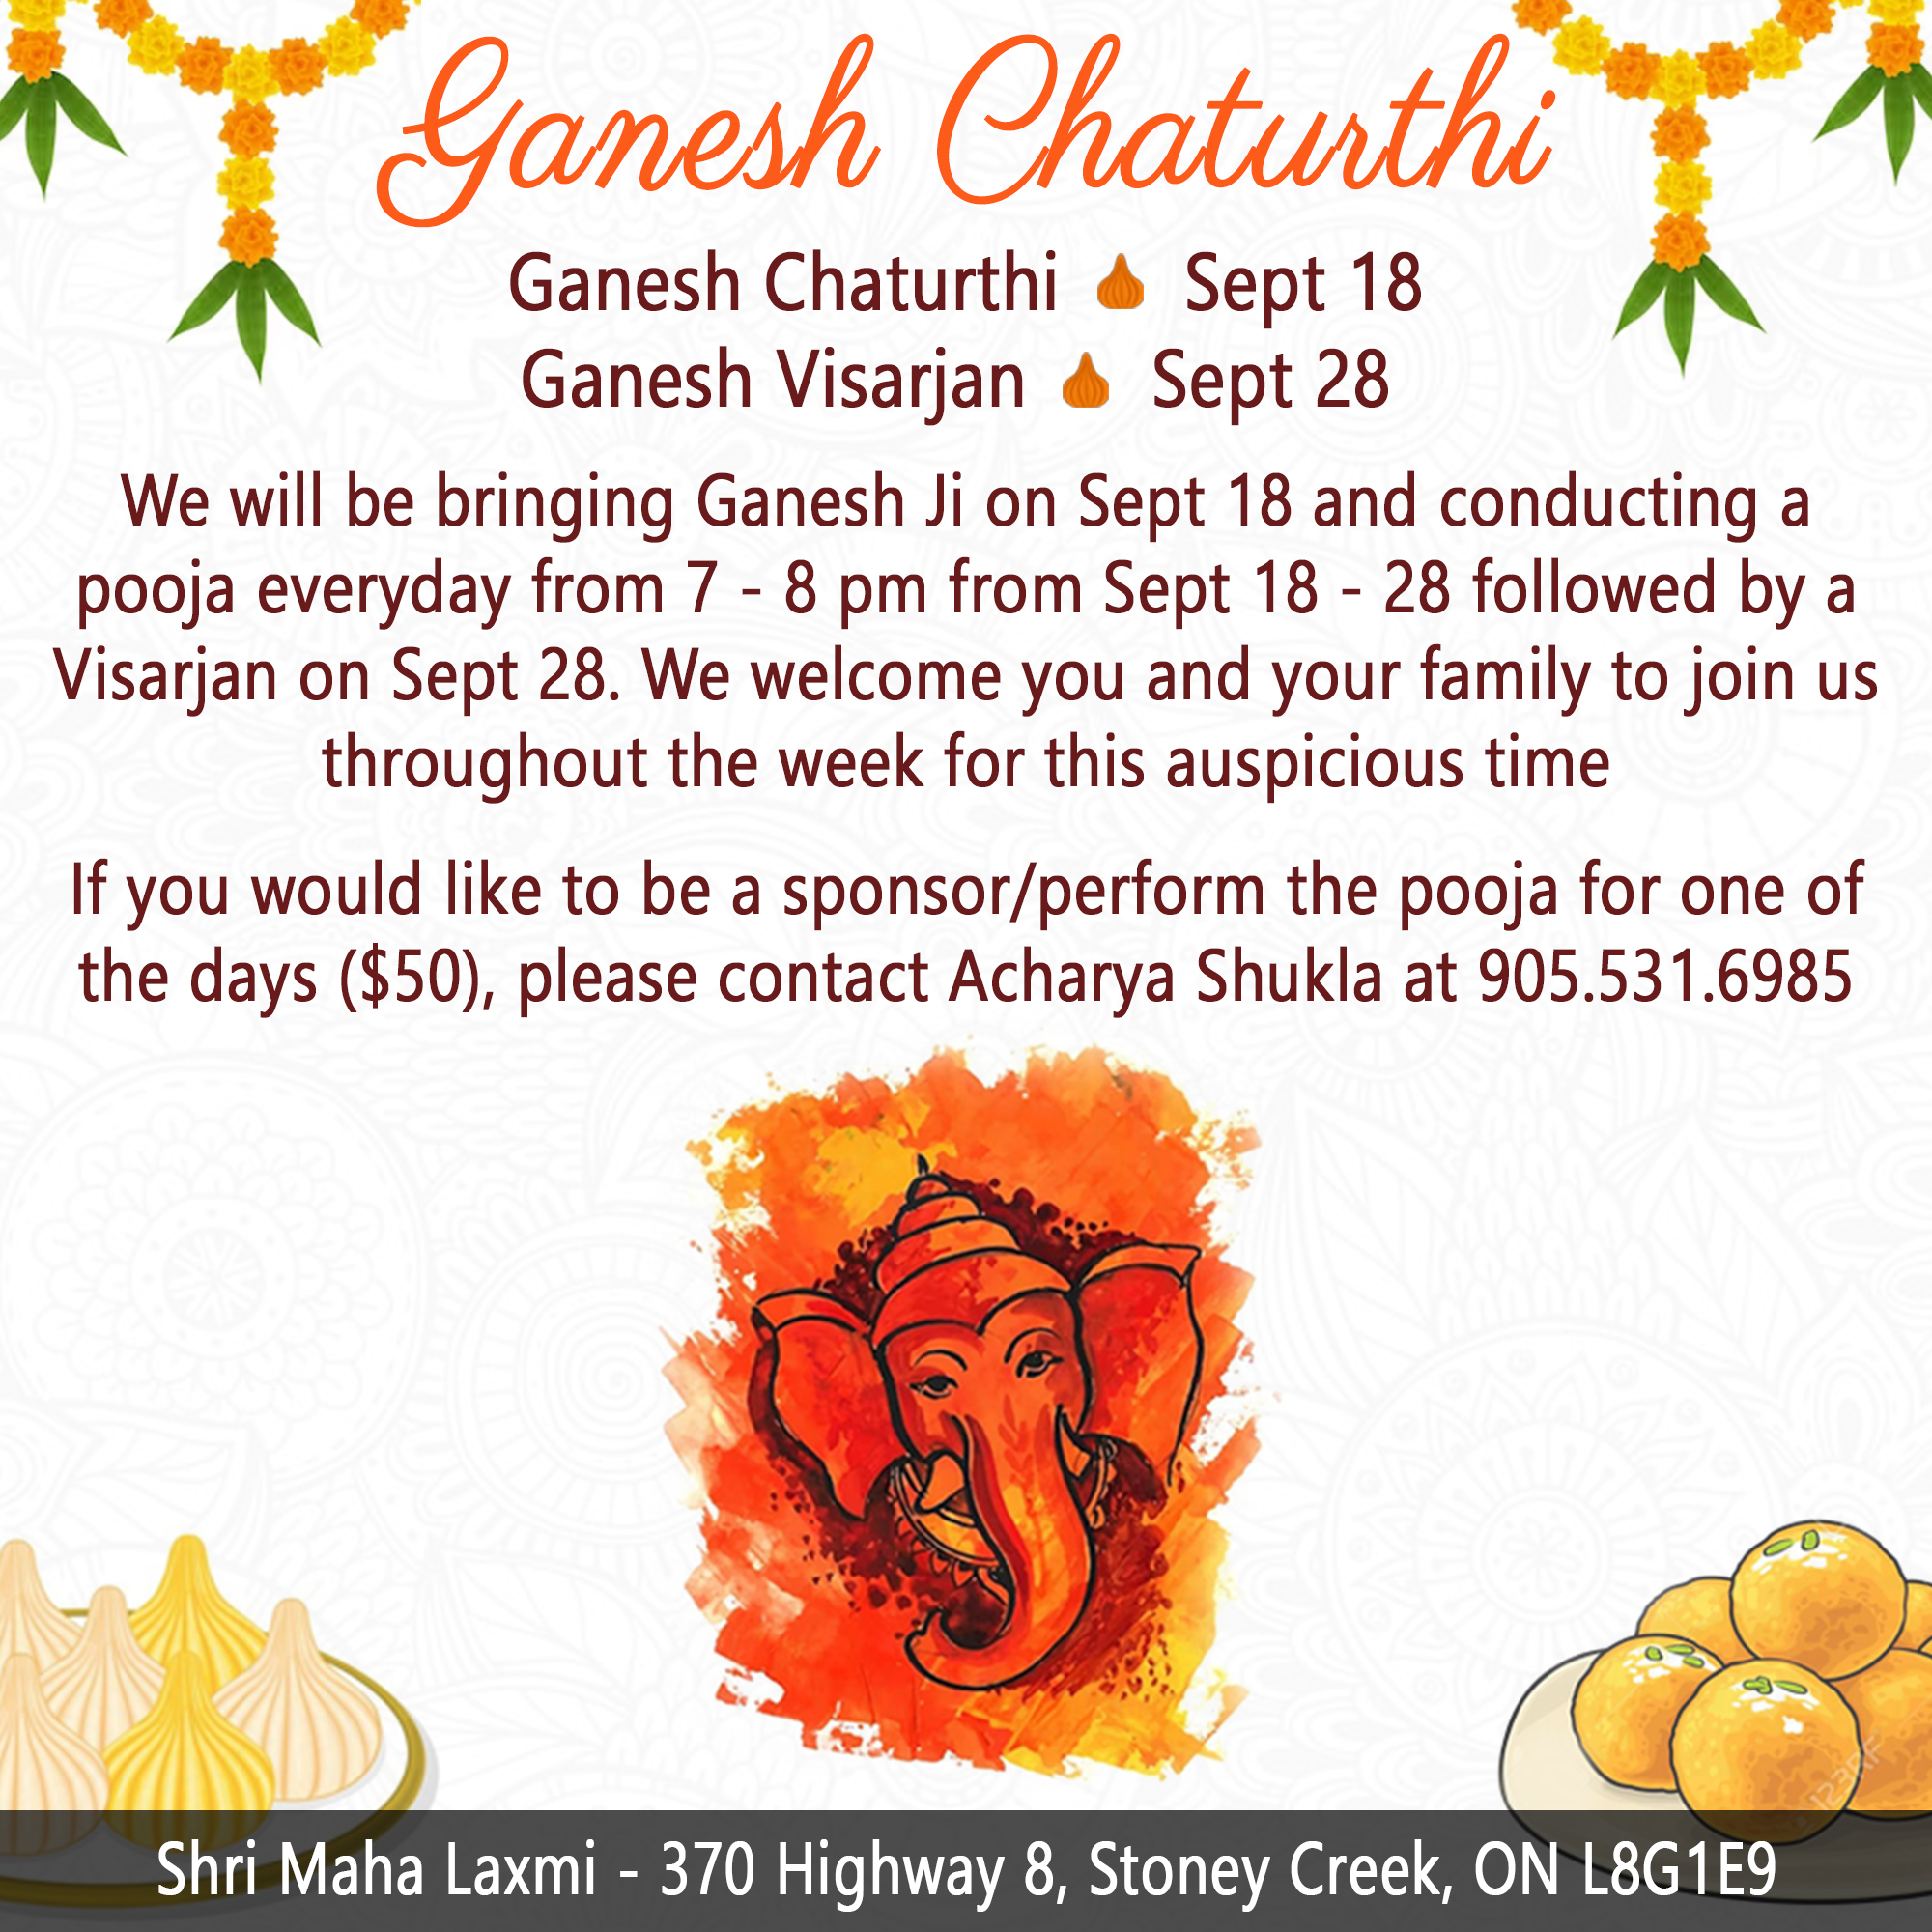 Ganesh Chaturthi
Ganesh Chaturthi Sept 18
Ganesh Visarjan Sept 28
We will be bringing Ganesh Ji on Sept 18 and conducting a
pooja everyday from 7 - 8 pm from Sept 18 - 28 followed by a
Visarjan on Sept 28. We welcome you and your family to join us
throughout the week for this auspicious time
If you would like to be a sponsor/perform the pooja for one of
the days ($50), please contact Acharya Shukla at 905.531.6985
123RF
Shri Maha Laxmi - 370 Highway 8, Stoney Creek, ON L8G1E9